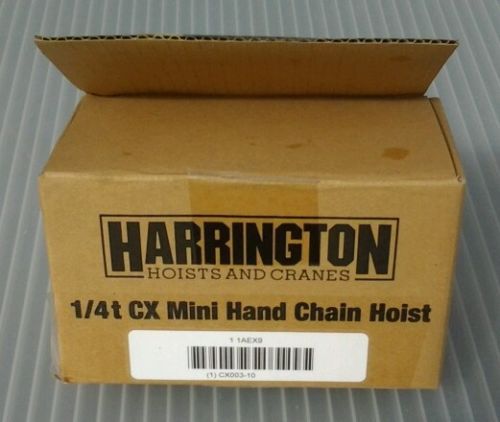 HARRINGTON
HOISTS AND CRANES
1/4t CX Mini Hand Chain Hoist
1 1AEX9
(1) CX003-10